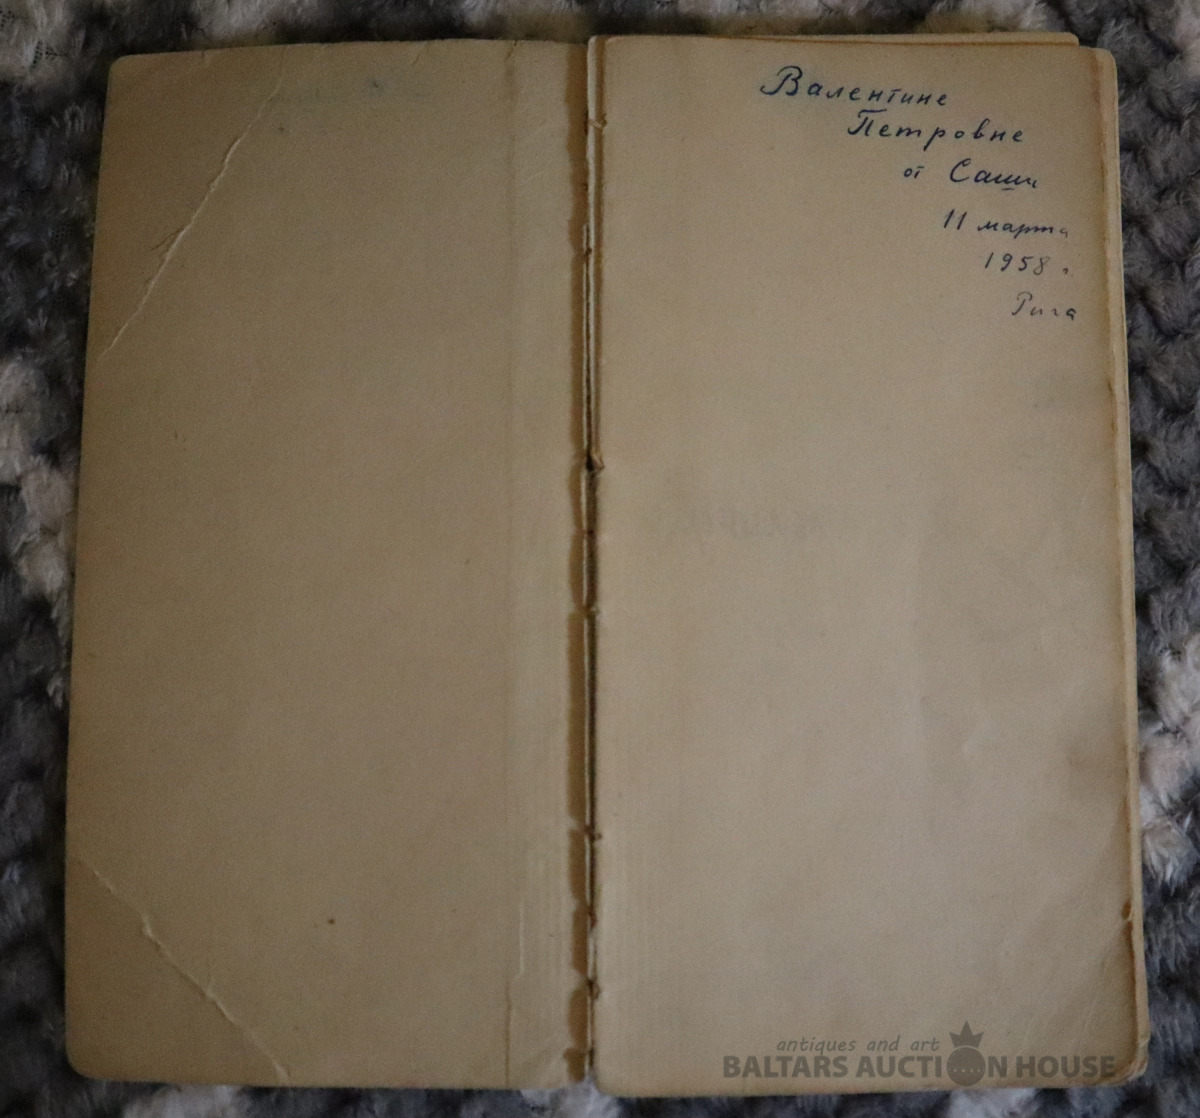 Валентине
Петровне
от Саши
11 марта
1958 г.
Рига
antiques and art
BALTARS AUCTION HOUSE